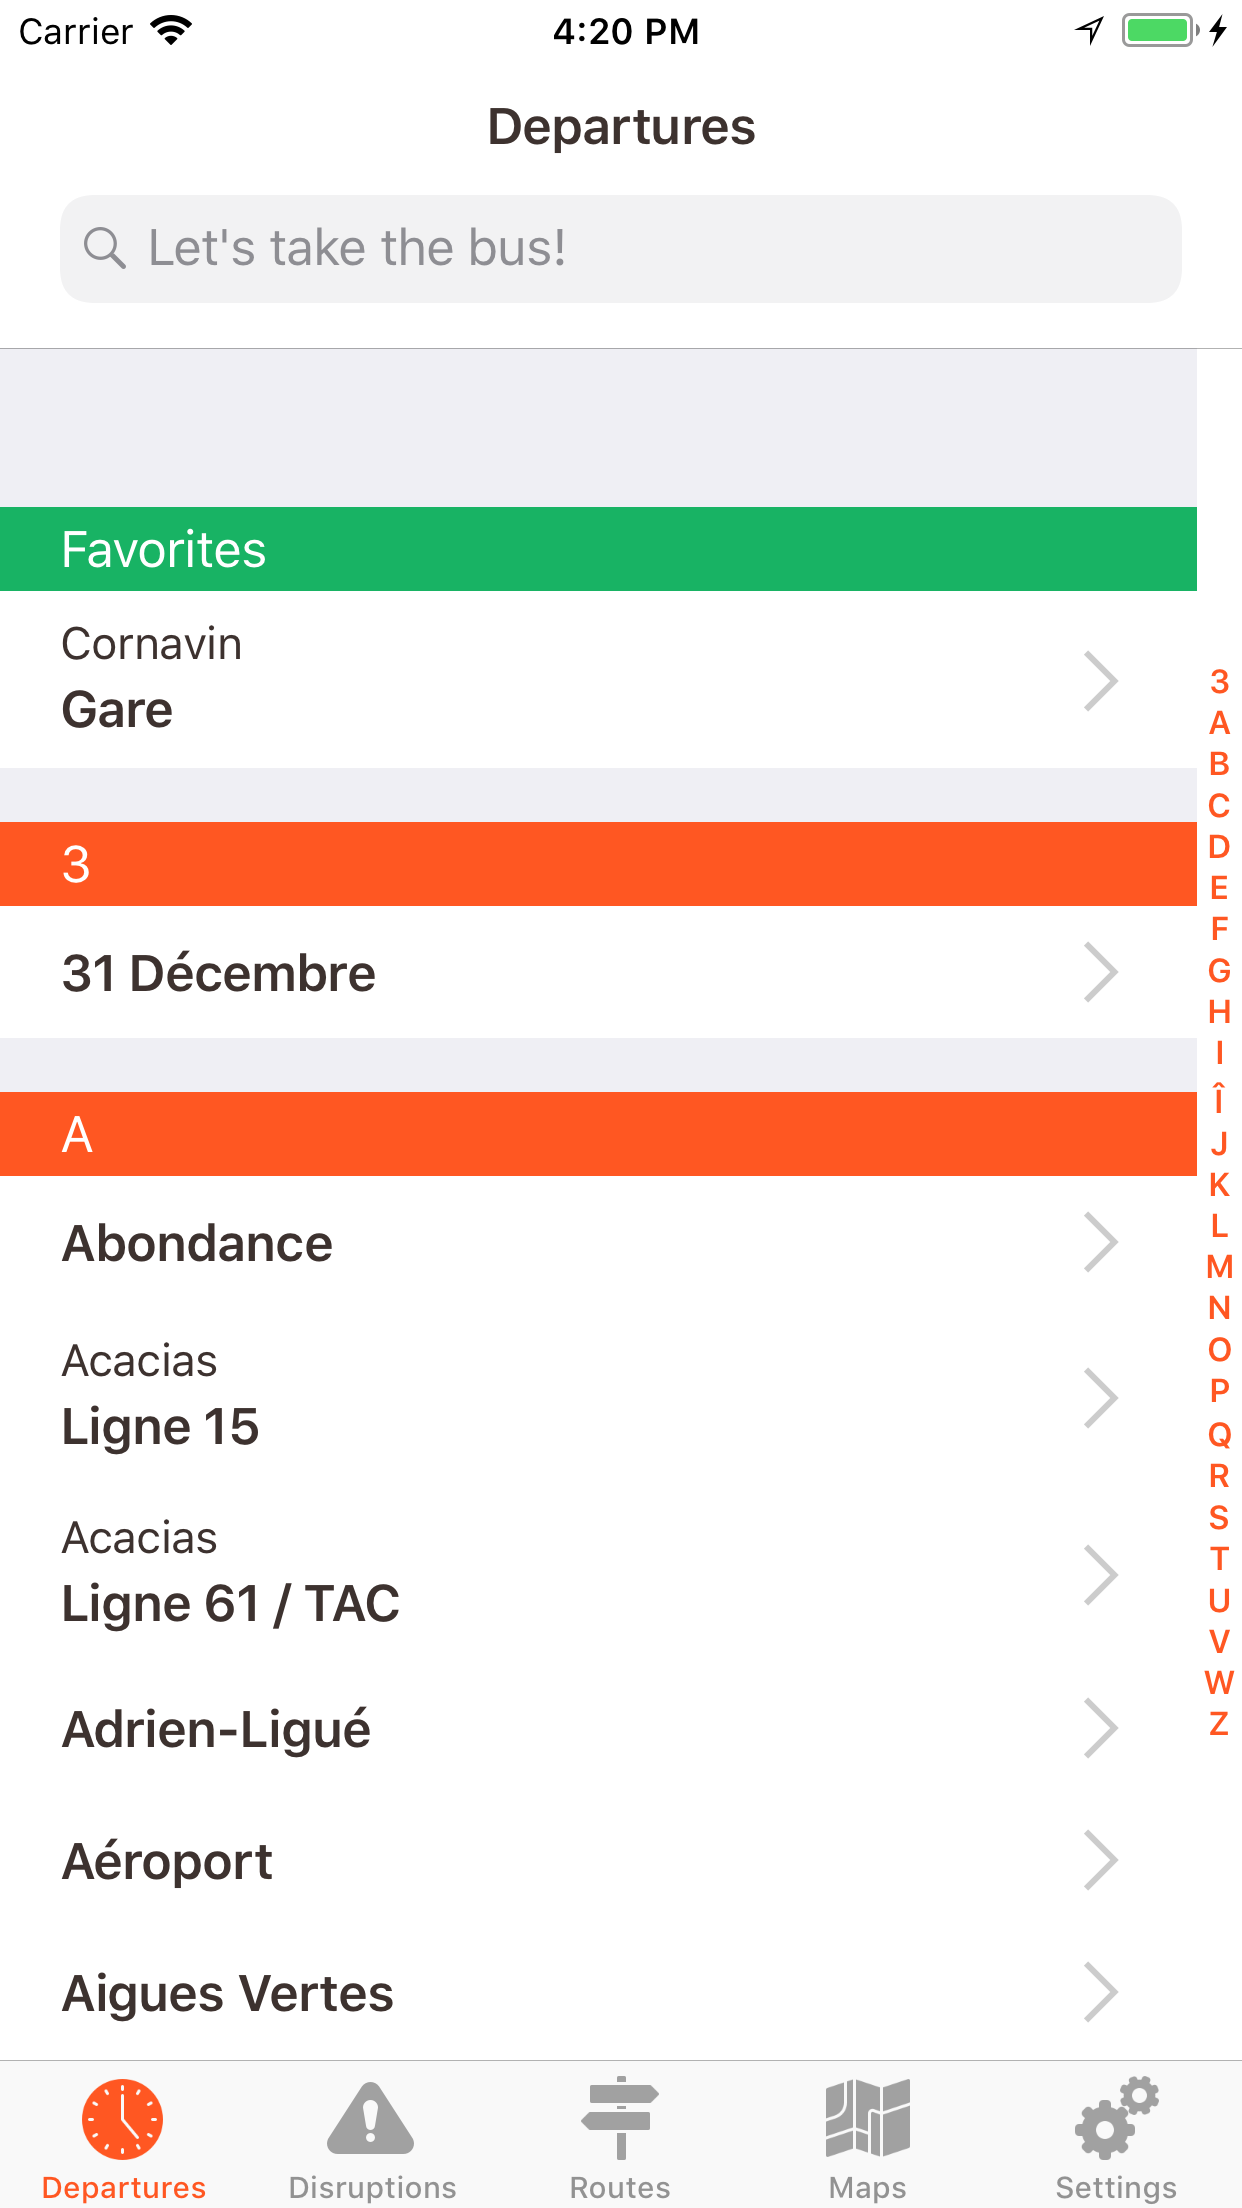 Carrier 4:20 PM
Departures
Let's take the bus!
Favorites
Cornavin
Gare
3
31 Décembre
A
Abondance
Acacias
Ligne 15
Acacias
Ligne 61 / TAC
Adrien-Ligué
Aéroport
Aigues Vertes
3
A
B
C
D
E
F
G
H
I
Î
J
K
L
M
N
O
P
Q
R
S
T
U
V
W
Z
Departures Disruptions Routes Maps Settings